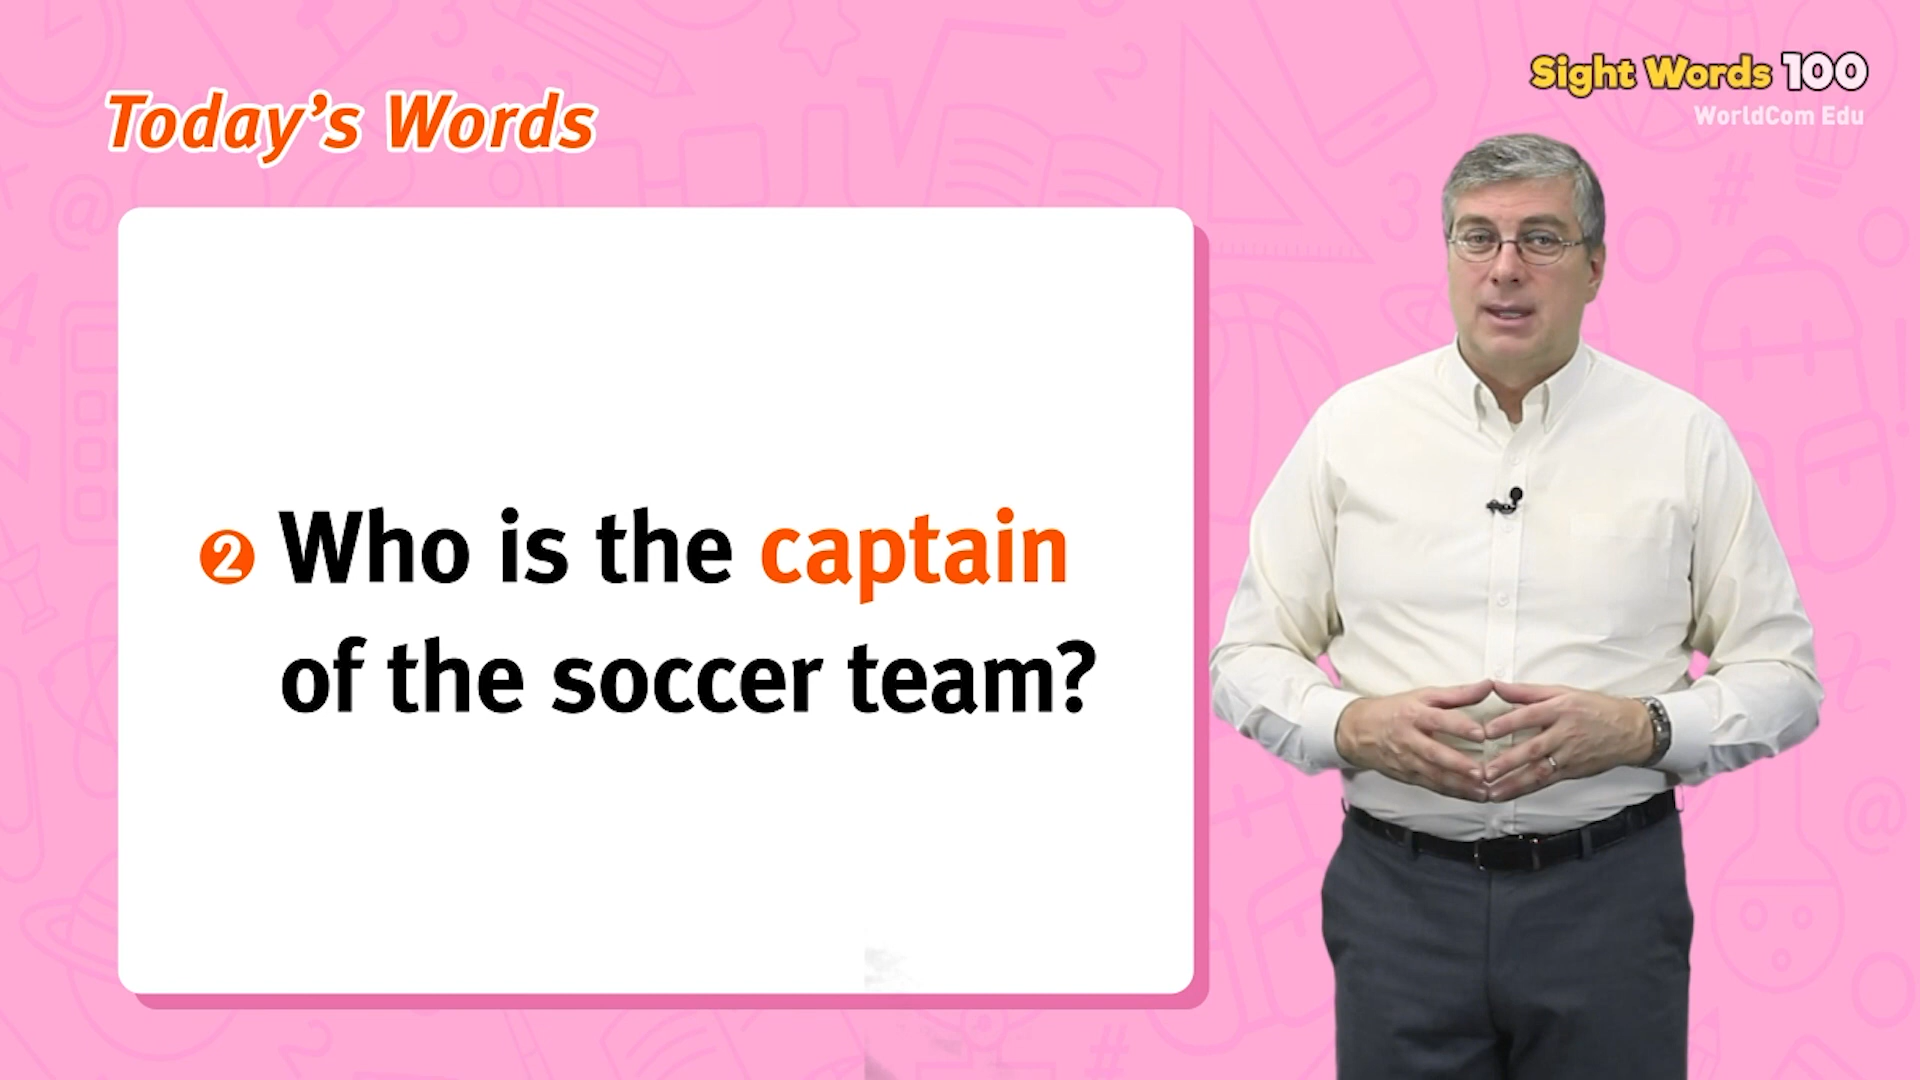 Today's Words
Sight Words 100
WorldCom Edu
2 Who is the captain
of the soccer team?